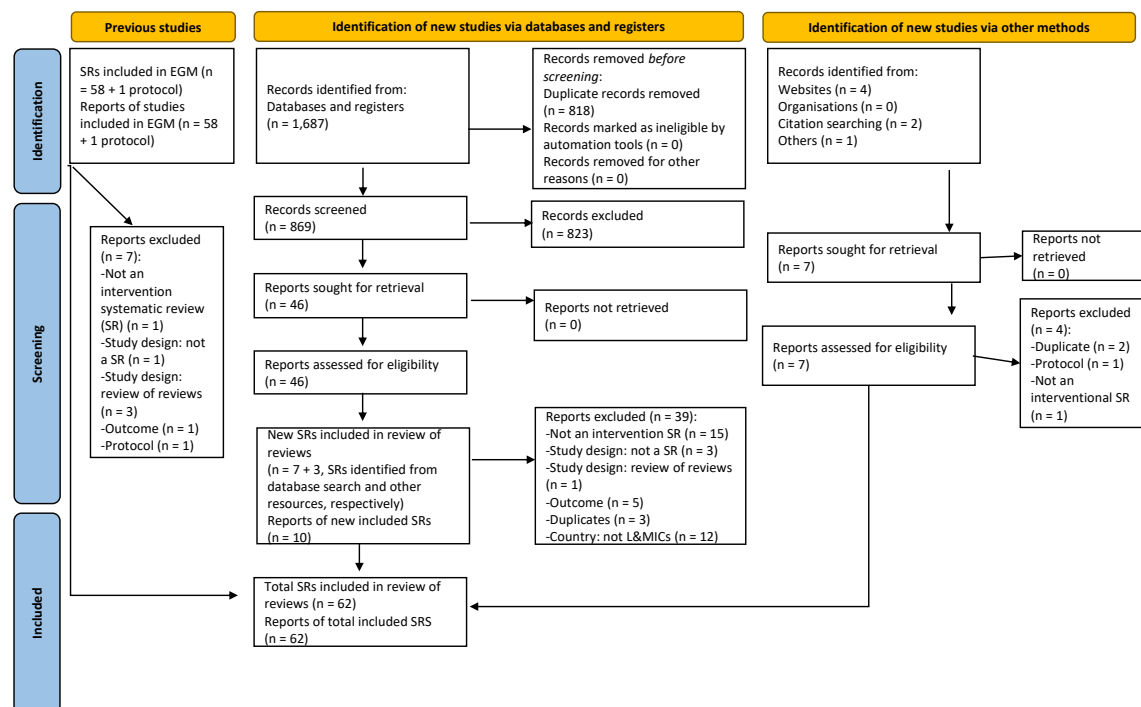 Previous studies
Identification of new studies via databases and registers
Identification of new studies via other methods
Identification
SRs included in EGM (n
= 58 + 1 protocol)
Reports of studies
included in EGM (n = 58
+ 1 protocol)
Records identified from:
Databases and registers
n = 1,687)
Records removed before
screening:
Duplicate records removed
(n = 818)
Records marked as ineligible by
automation tools (n = 0)
Records removed for other
reasons (n = 0)
Records identified from:
Websites (n = 4)
Organisations (n = 0)
Citation searching (n = 2)
Others (n = 1)
Screening
Reports excluded
(n = 7):
-Not an
intervention
systematic review
(SR) (n = 1)
-Study design: not
a SR (n = 1)
-Study design:
review of reviews
(n = 3)
-Outcome (n = 1)
-Protocol (n = 1)
Records screened
(n = 869)
Records excluded
(n = 823)
Reports sought for retrieval
(n = 46)
Reports not retrieved
(n = 0)
Reports assessed for eligibility
(n = 46)
New SRs included in review of
reviews
(n = 7 + 3, SRs identified from
database search and other
resources, respectively)
Reports of new included SRs
(n = 10)
Reports excluded (n = 39):
-Not an intervention SR (n = 15)
-Study design: not a SR (n = 3)
-Study design: review of reviews
(n = 1)
-Outcome (n = 5)
-Duplicates (n = 3)
-Country: not L&MICs (n = 12)
Reports sought for retrieval
(n = 7)
Reports not
retrieved
(n = 0)
Reports assessed for eligibility
(n = 7)
Reports excluded
(n = 4):
-Duplicate (n = 2)
-Protocol (n = 1)
-Not an
interventional SR
(n = 1)
Included
Total SRs included in review of
reviews (n = 62)
Reports of total included SRS
(n = 62)